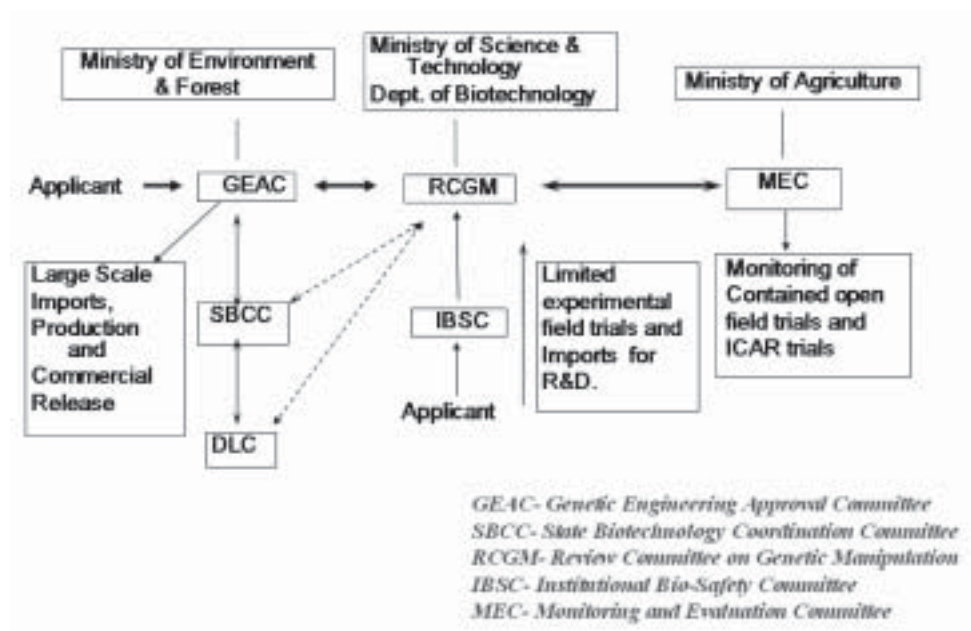 Ministry of Environment
& Forest
Ministry of Science &
Technology
Dept. of Biotechnology
Ministry of Agriculture
Applicant
GEAC
RCGM
MEC
Large Scale
Imports,
Production
and
Commercial
Release
SBCC
DLC
IBSC
Applicant
Limited
experimental
field trials and
Imports for
R&D.
Monitoring of
Contained open
field trials and
ICAR trials
GEAC- Genetic Engineering Approval Committee
SBCC- State Biotechnology Coordination Committee
RCGM- Review Committee on Genetic Manipulation
IBSC- Institutional Bio-Safety Committee
MEC- Monitoring and Evaluation Committee